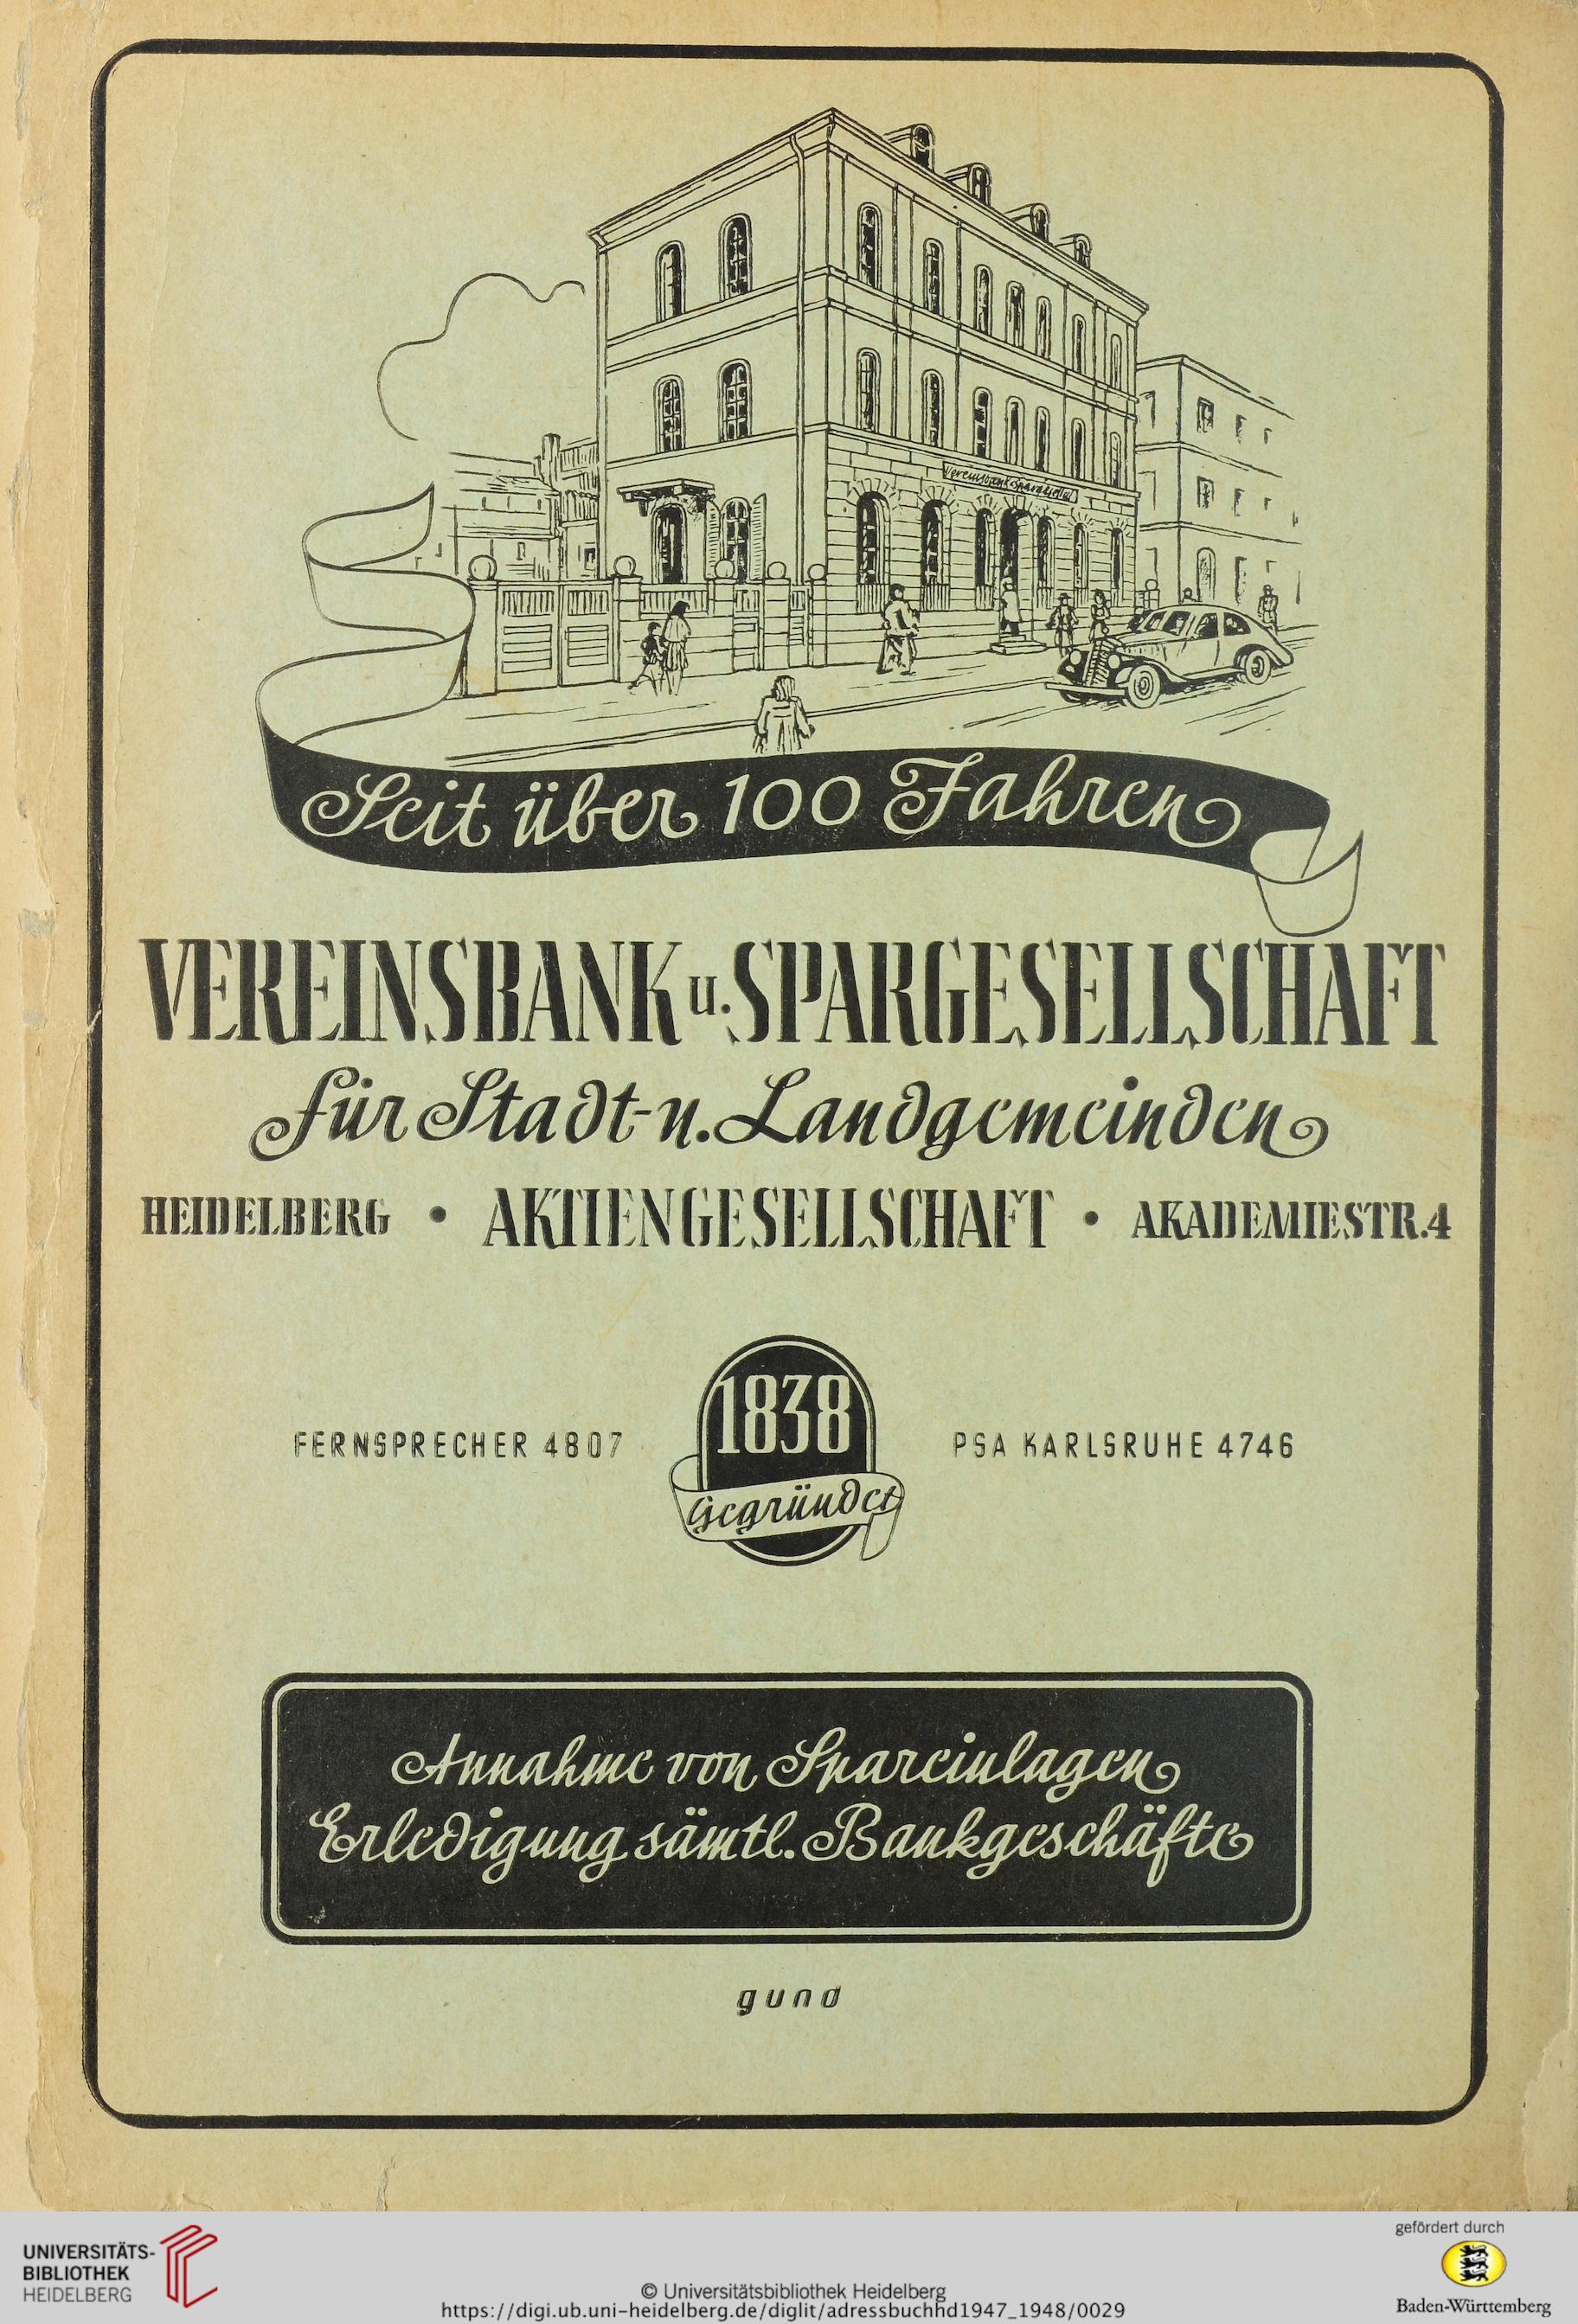 Vereinsbank Spargesellsch
Seit über 100 Jahren
VEREINSBANK u. SPARGESELLSCHAFT
für Stadt- u. Landgemeinden
HEIDELBERG • AKTIENGESELLSCHAFT • AKADEMIESTR. 4
1838
FERNSPRECHER 4807
PSA KARLSRUHE 4746
Gegründet
Annahme von Spareinlagen
Erledigung sämtl. Bankgeschäfte
gund
UNIVERSITÄTS-
BIBLIOTHEK
HEIDELBERG
© Universitätsbibliothek Heidelberg
https://digi.ub.uni-heidelberg.de/diglit/adressbuchhd1947_1948/0029
gefördert durch
Baden-Württemberg